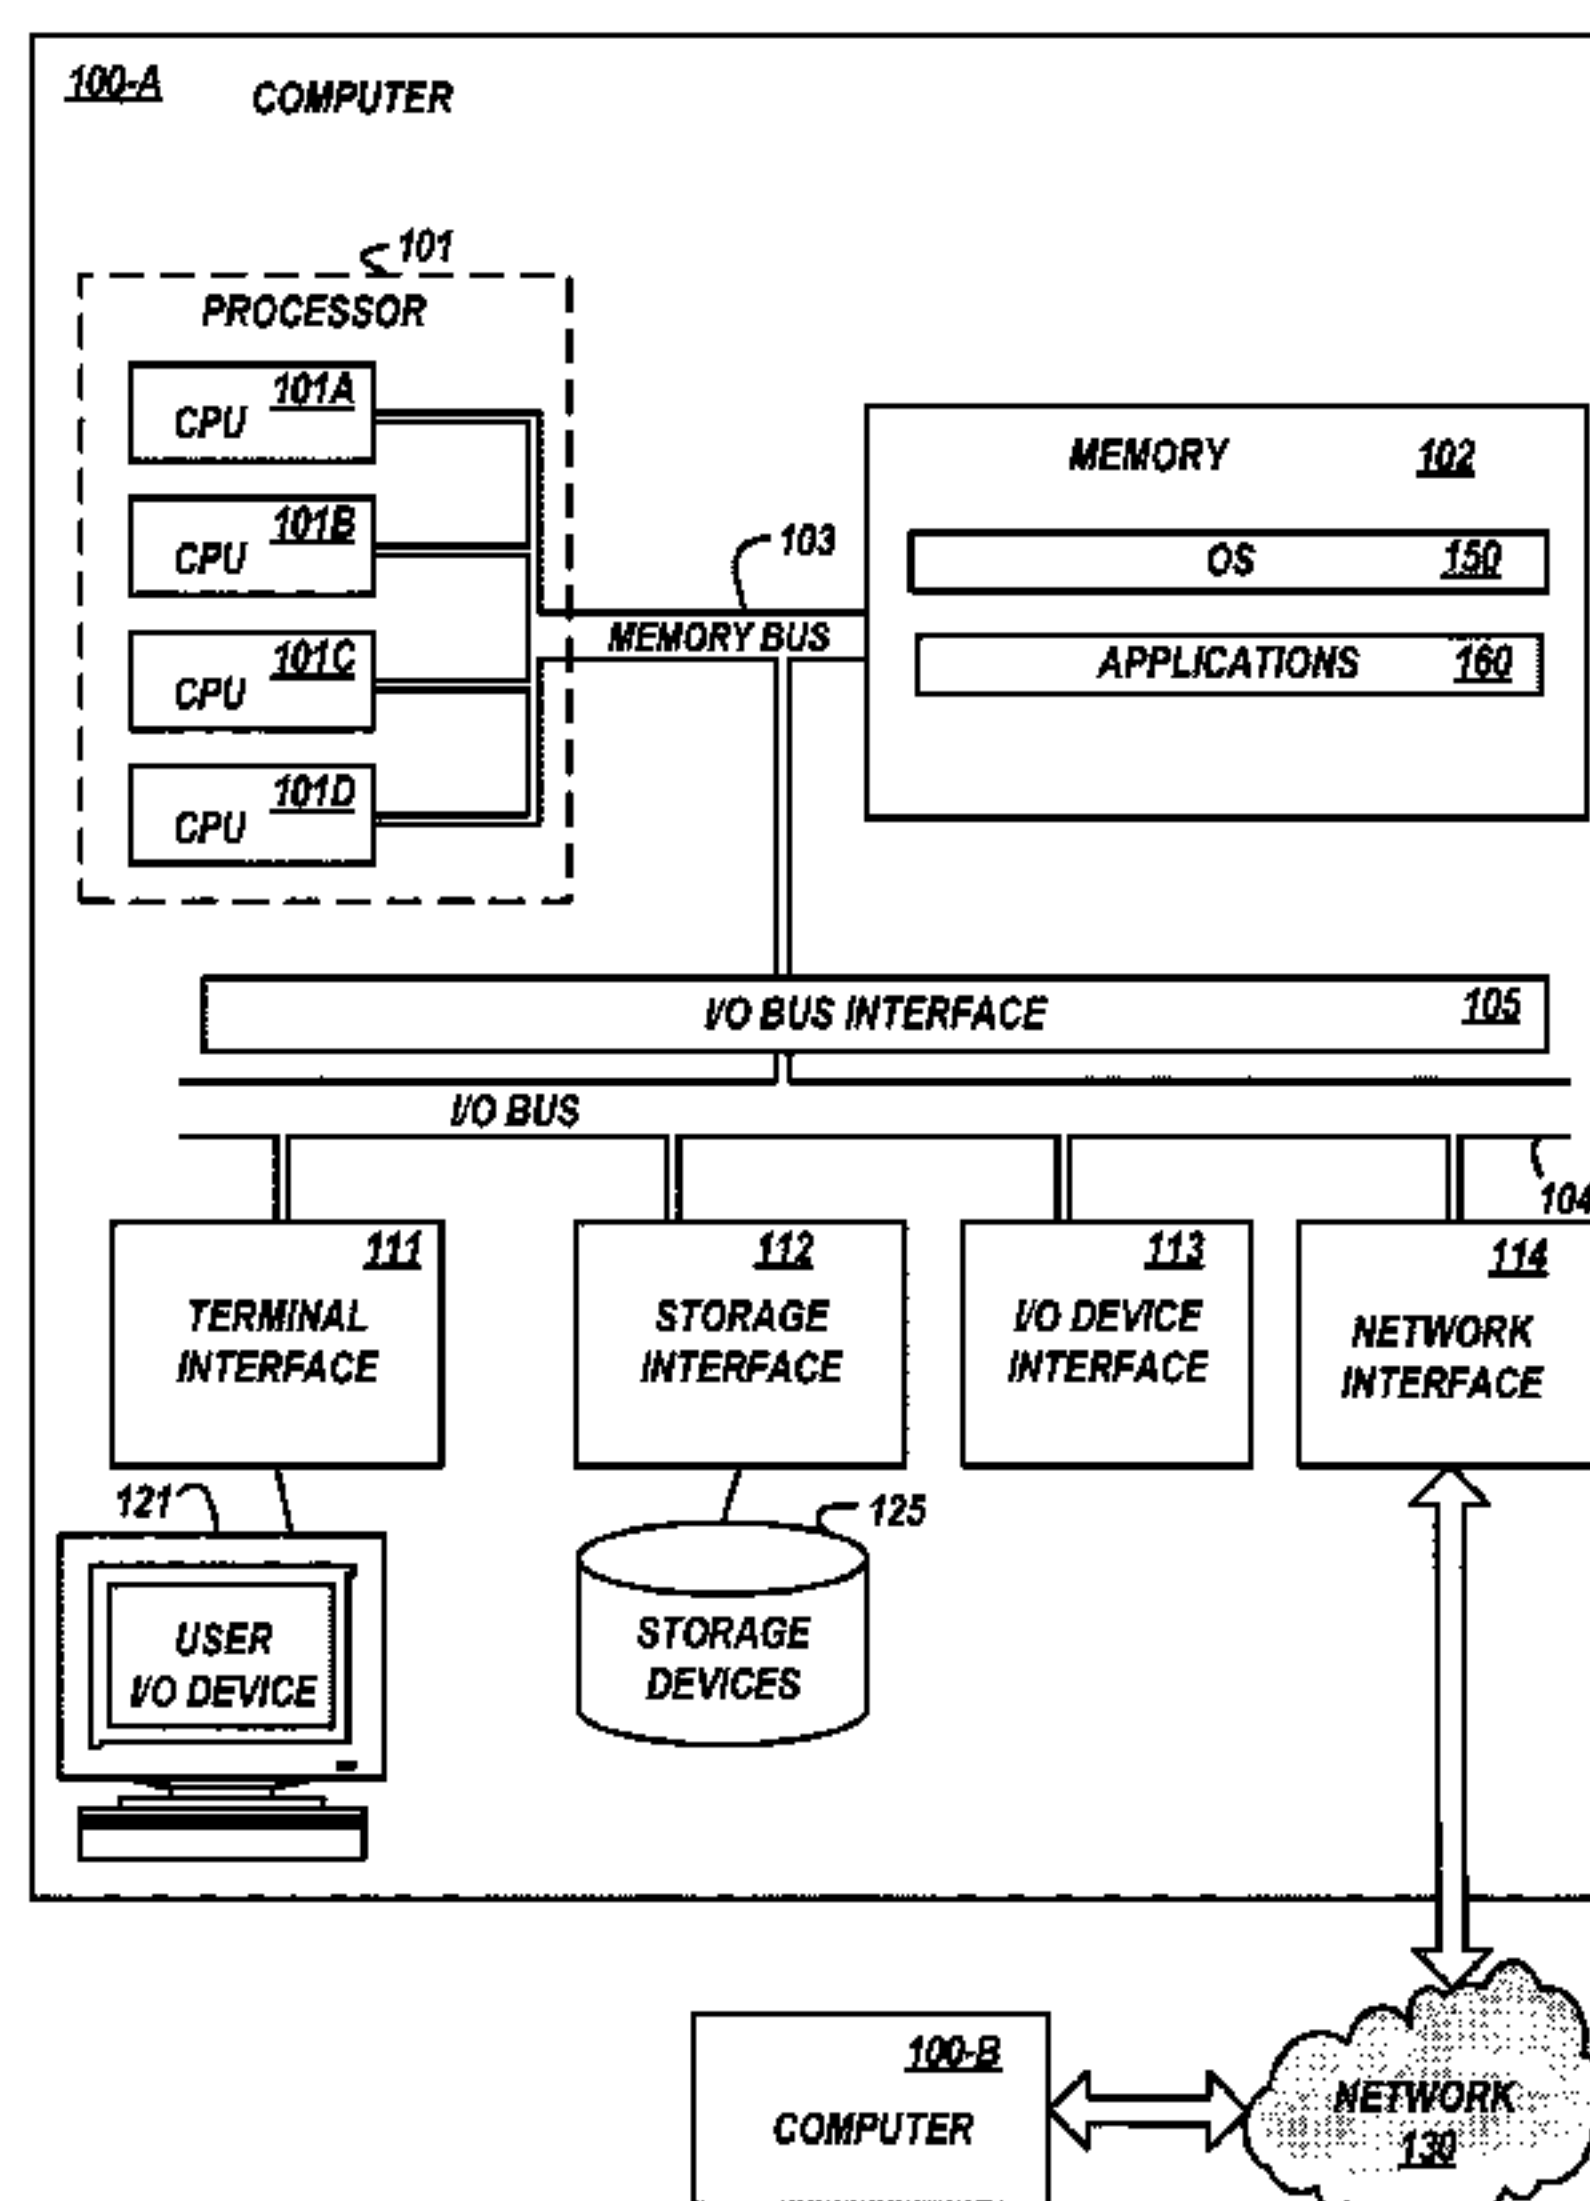 100-A
COMPUTER
101
PROCESSOR
101A
CPU
101B
CPU
101C
CPU
101D
CPU
103
MEMORY BUS
MEMORY 102
OS 150
APPLICATIONS 160
I/O BUS INTERFACE 105
I/O BUS
104
111
TERMINAL
INTERFACE
112
STORAGE
INTERFACE
113
I/O DEVICE
INTERFACE
114
NETWORK
INTERFACE
121
USER
I/O DEVICE
125
STORAGE
DEVICES
100-B
COMPUTER
NETWORK
130